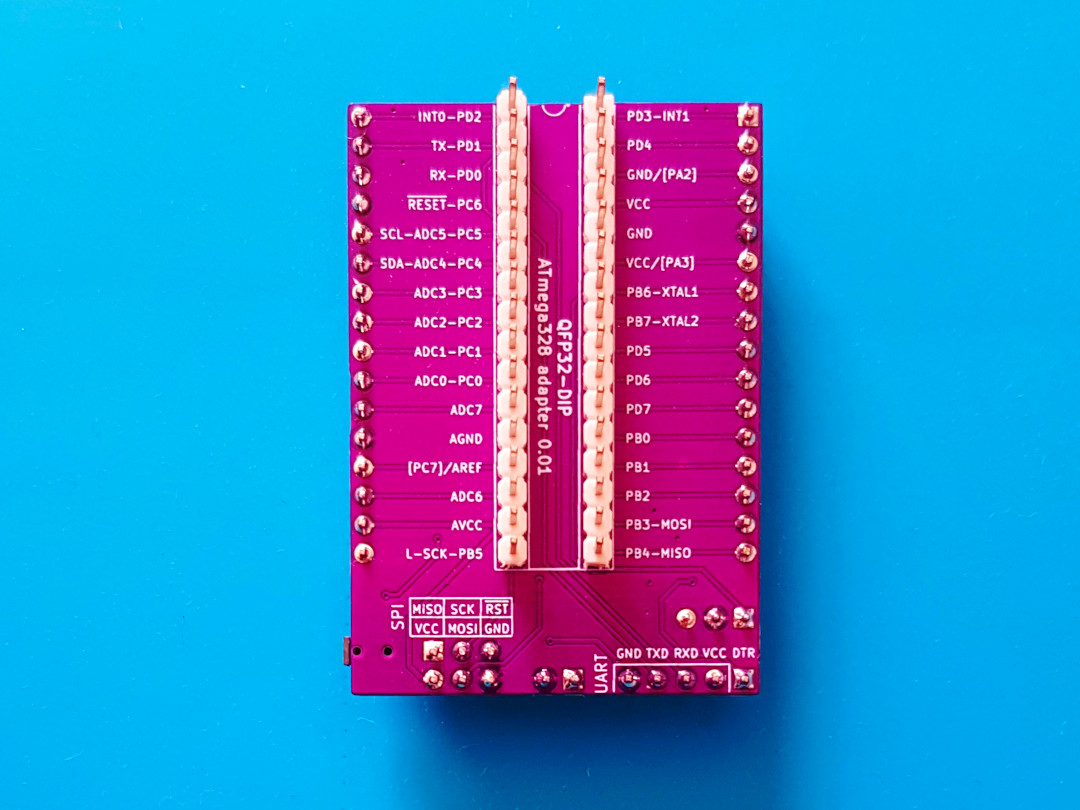 INT0-PD2
TX-PD1
RX-PD0
RESET-PC6
SCL-ADC5-PC5
SDA-ADC4-PC4
ADC3-PC3
ADC2-PC2
ADC1-PC1
ADC0-PC0
ADC7
AGND
[PC7]/AREF
ADC6
AVCC
L-SCK-PB5
QFP32-DIP
ATmega328 adapter 0.01
PD3-INT1
PD4
GND/[PA2]
VCC
GND
VCC/[PA3]
PB6-XTAL1
PB7-XTAL2
PD5
PD6
PD7
PB0
PB1
PB2
PB3-MOSI
PB4-MISO
SPI
MISO SCK RST
VCC MOSI GND
UART
GND TXD RXD VCC DTR